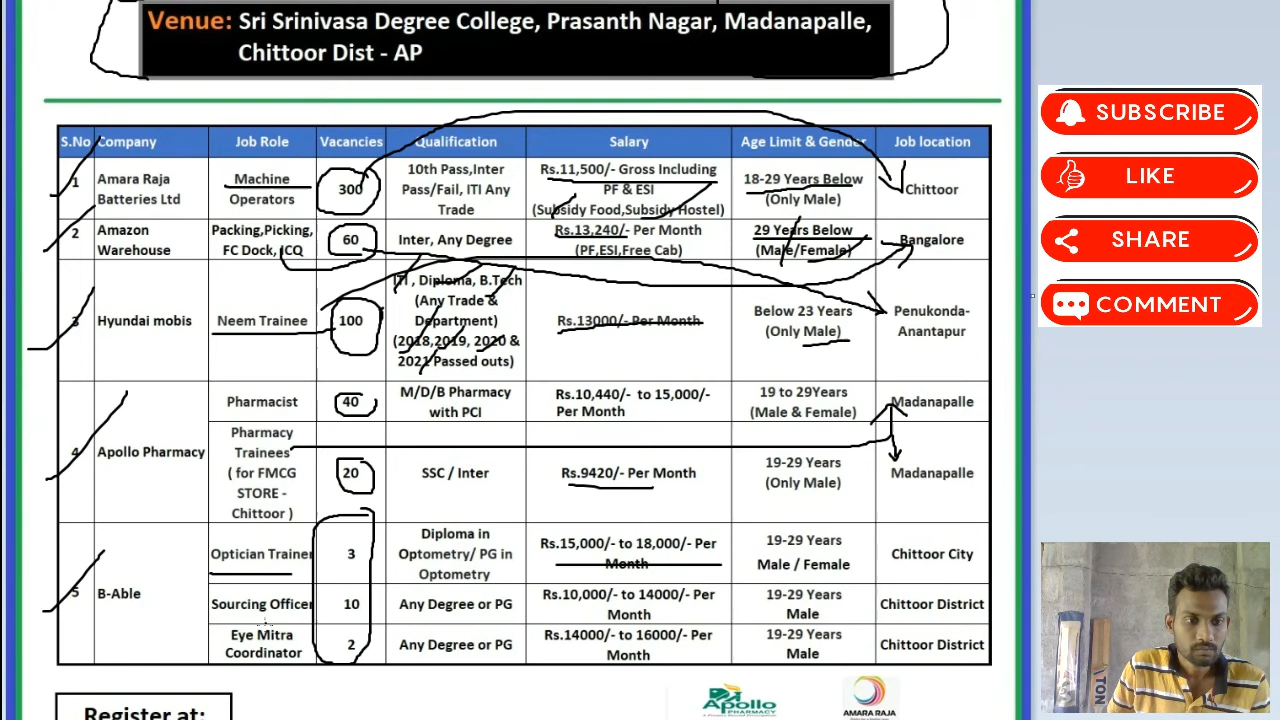 Venue: Sri Srinivasa Degree College, Prasanth Nagar, Madanapalle,
Chittoor Dist - AP
S.No Company Job Role Vacancies Qualification Salary Age Limit & Gender Job location
1 Amara Raja Batteries Ltd Machine Operators 300 10th Pass,Inter Pass/Fail, ITI Any Trade Rs.11,500/- Gross Including PF & ESI (Subsidy Food,Subsidy Hostel) 18-29 Years Below (Only Male) Chittoor
2 Amazon Warehouse Packing,Picking, FC Dock, ICQ 60 Inter, Any Degree Rs.13,240/- Per Month (PF,ESI,Free Cab) 29 Years Below (Male/Female) Bangalore
3 Hyundai mobis Neem Trainee 100 ITI , Diploma, B.Tech (Any Trade & Department) (2018,2019, 2020 & 2021 Passed outs) Rs.13000/- Per Month Below 23 Years (Only Male) Penukonda- Anantapur
4 Apollo Pharmacy Pharmacist 40 M/D/B Pharmacy with PCI Rs.10,440/- to 15,000/- Per Month 19 to 29Years (Male & Female) Madanapalle
Pharmacy Trainees ( for FMCG STORE - Chittoor ) 20 SSC / Inter Rs.9420/- Per Month 19-29 Years (Only Male) Madanapalle
5 B-Able Optician Trainer 3 Diploma in Optometry/ PG in Optometry Rs.15,000/- to 18,000/- Per Month 19-29 Years Male / Female Chittoor City
Sourcing Officer 10 Any Degree or PG Rs.10,000/- to 14000/- Per Month 19-29 Years Male Chittoor District
Eye Mitra Coordinator 2 Any Degree or PG Rs.14000/- to 16000/- Per Month 19-29 Years Male Chittoor District
Register at:
Apollo
PHARMACY
AMARA RAJA
SUBSCRIBE
LIKE
SHARE
COMMENT
TON